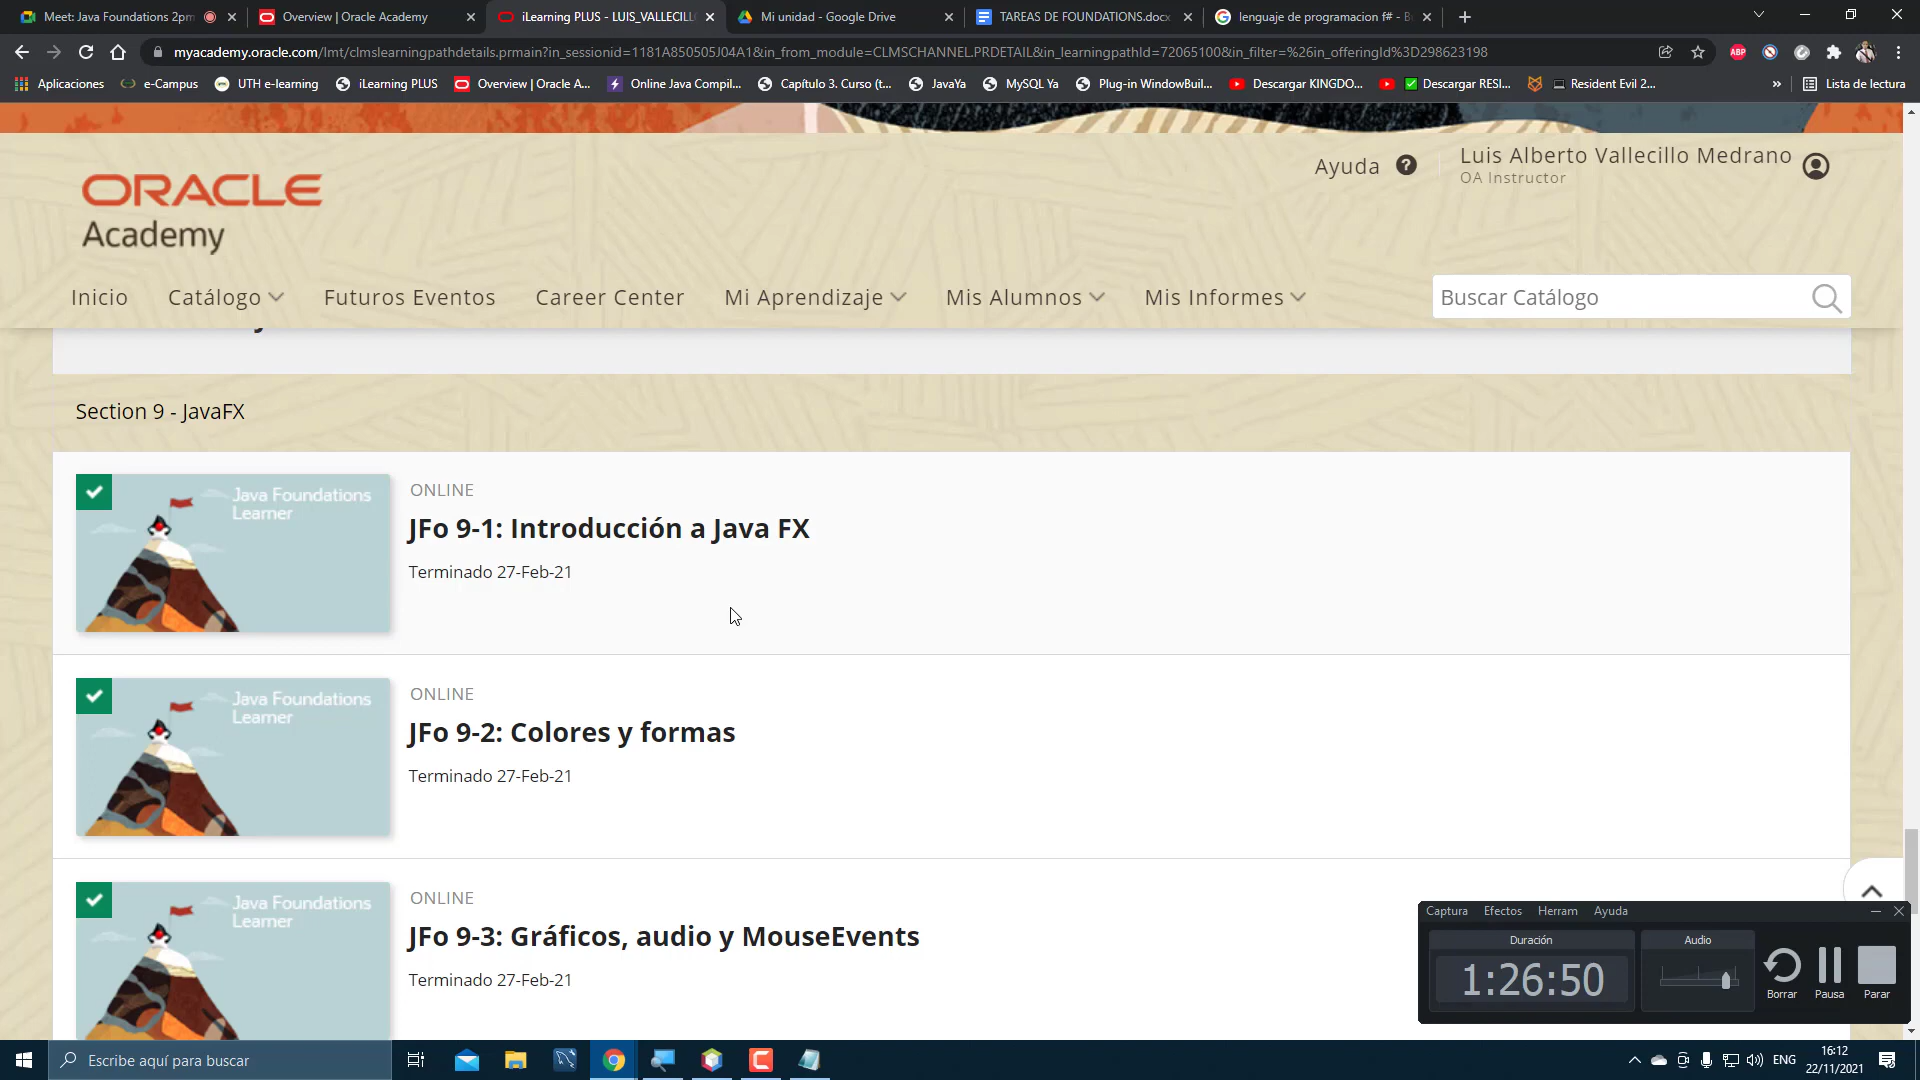 Meet: Java Foundations 2pm
Overview | Oracle Academy
iLearning PLUS - LUIS_VALLECILL
Mi unidad - Google Drive
TAREAS DE FOUNDATIONS.docx
lenguaje de programacion f# - B
myacademy.oracle.com/lmt/clmslearningpathdetails.prmain?in_sessionid=1181A850505J04A1&in_from_module=CLMSCHANNEL.PRDETAIL&in_learningpathId=72065100&in_filter=%26in_offeringId%3D298623198
ABP
Aplicaciones
e-Campus
UTH e-learning
iLearning PLUS
Overview | Oracle A...
Online Java Compil...
Capítulo 3. Curso (t...
JavaYa
MySQL Ya
Plug-in WindowBuil...
Descargar KINGDO...
Descargar RESI...
Resident Evil 2...
»
Lista de lectura
ORACLE
Academy
Ayuda ?
Luis Alberto Vallecillo Medrano
OA Instructor
Inicio
Catálogo
Futuros Eventos
Career Center
Mi Aprendizaje
Mis Alumnos
Mis Informes
Buscar Catálogo
Section 9 - JavaFX
Java Foundations
Learner
ONLINE
JFo 9-1: Introducción a Java FX
Terminado 27-Feb-21
Java Foundations
Learner
ONLINE
JFo 9-2: Colores y formas
Terminado 27-Feb-21
Java Foundations
Learner
ONLINE
JFo 9-3: Gráficos, audio y MouseEvents
Terminado 27-Feb-21
Captura
Efectos
Herram
Ayuda
Duración
1:26:50
Audio
Borrar
Pausa
Parar
Escribe aquí para buscar
ENG
16:12
22/11/2021